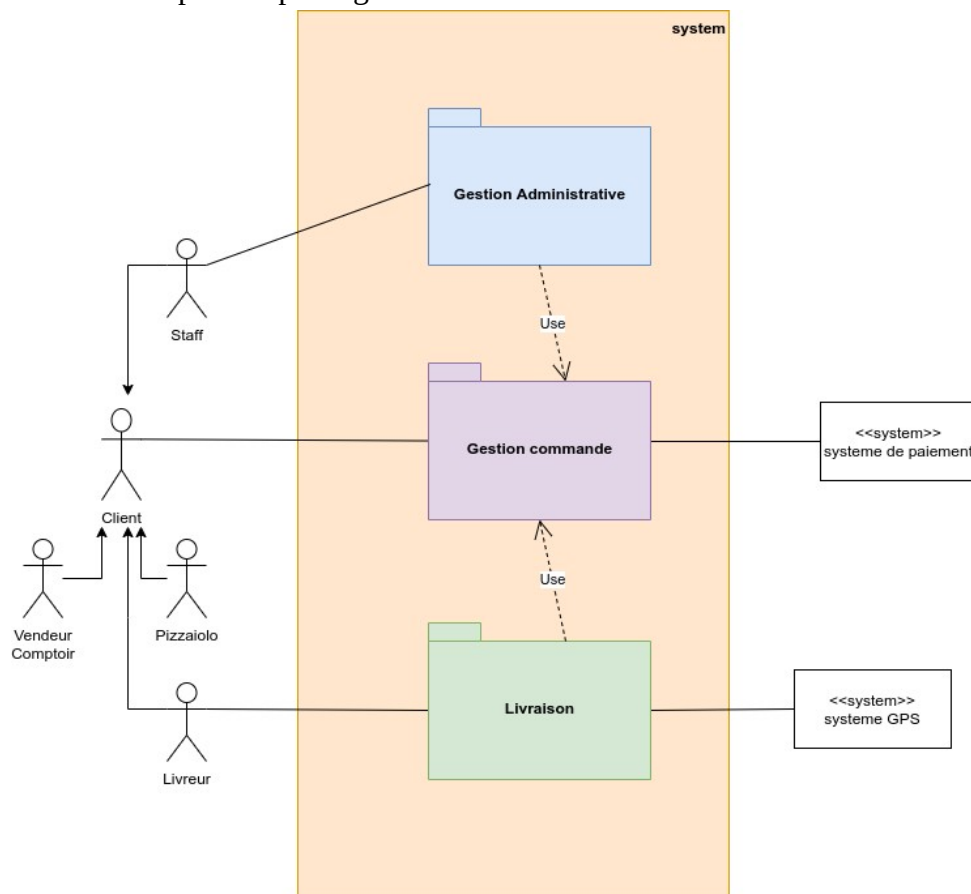 system
Gestion Administrative
Staff
Use
Client
Gestion commande
<<system>>
systeme de paiement
Vendeur
Comptoir
Pizzaiolo
Use
Livraison
<<system>>
systeme GPS
Livreur